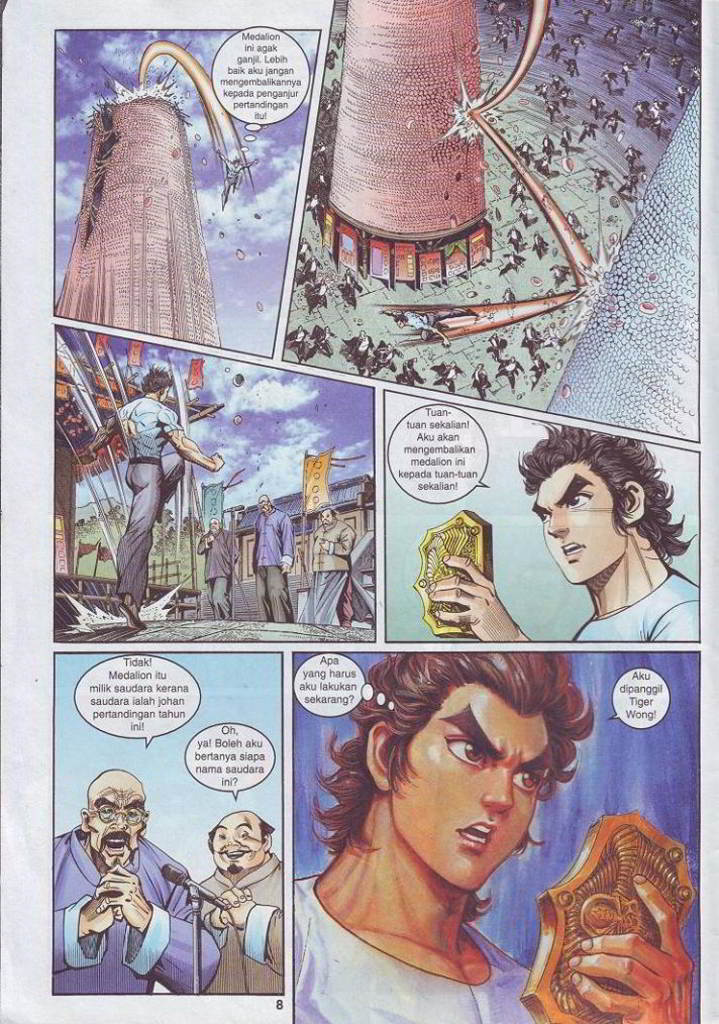 Medalion
ini agak
ganjil. Lebih
baik aku jangan
mengembalikannya
kepada penganjur
pertandingan
itu!
Tuan-
tuan sekalian!
Aku akan
mengembalikan
medalion ini
kepada tuan-tuan
sekalian!
Tidak!
Medalion itu
milik saudara kerana
saudara ialah johan
pertandingan tahun
ini!
Oh,
ya! Boleh aku
bertanya siapa
nama saudara
ini?
Apa
yang harus
aku lakukan
sekarang?
Aku
dipanggil
Tiger
Wong!
8